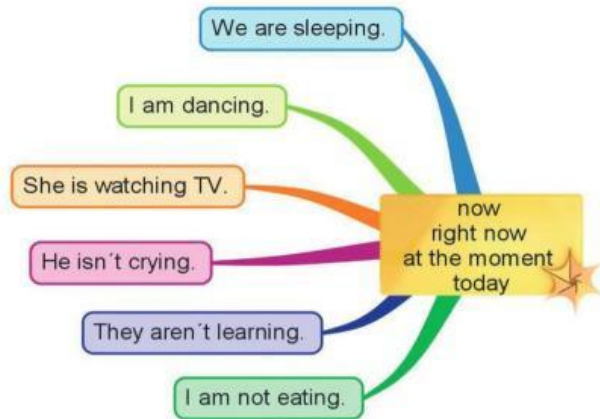 We are sleeping.
I am dancing.
She is watching TV.
He isn´t crying.
They aren´t learning.
I am not eating.
now
right now
at the moment
today